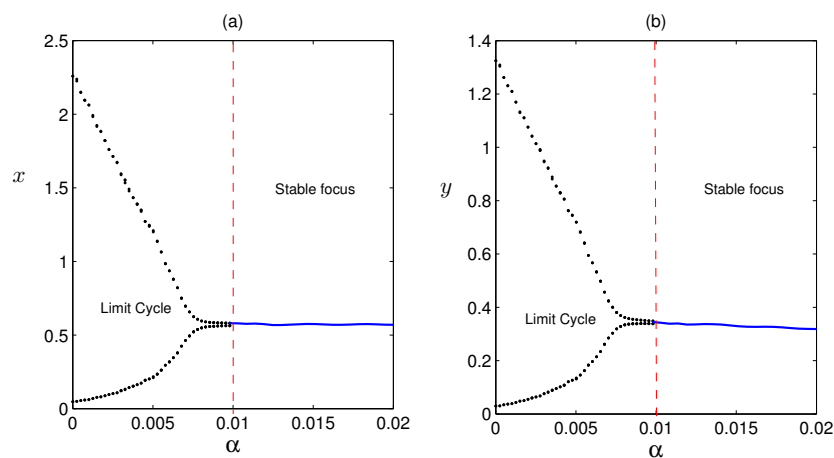 (a)
2.5
2
1.5
1
0.5
0
x
Limit Cycle
Stable focus
0 0.005 0.01 0.015 0.02
α
(b)
1.4
1.2
1
0.8
0.6
0.4
0.2
0
y
Limit Cycle
Stable focus
0 0.005 0.01 0.015 0.02
α